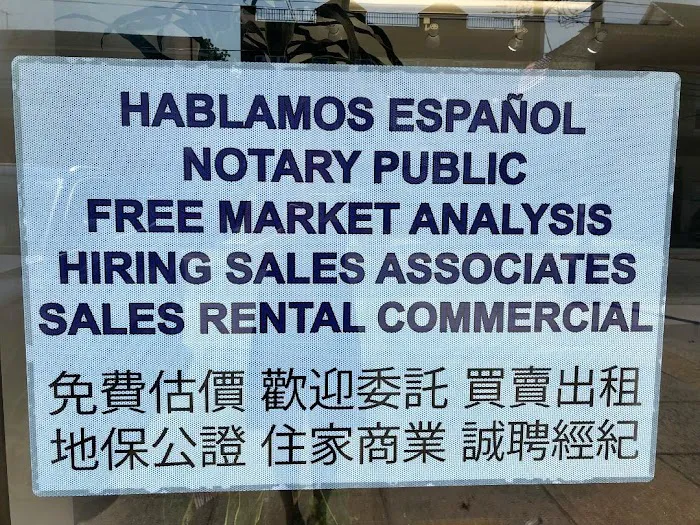 HABLAMOS ESPAÑOL
NOTARY PUBLIC
FREE MARKET ANALYSIS
HIRING SALES ASSOCIATES
SALES RENTAL COMMERCIAL
免費估價 歡迎委託 買賣出租
地保公證 住家商業 誠聘經紀